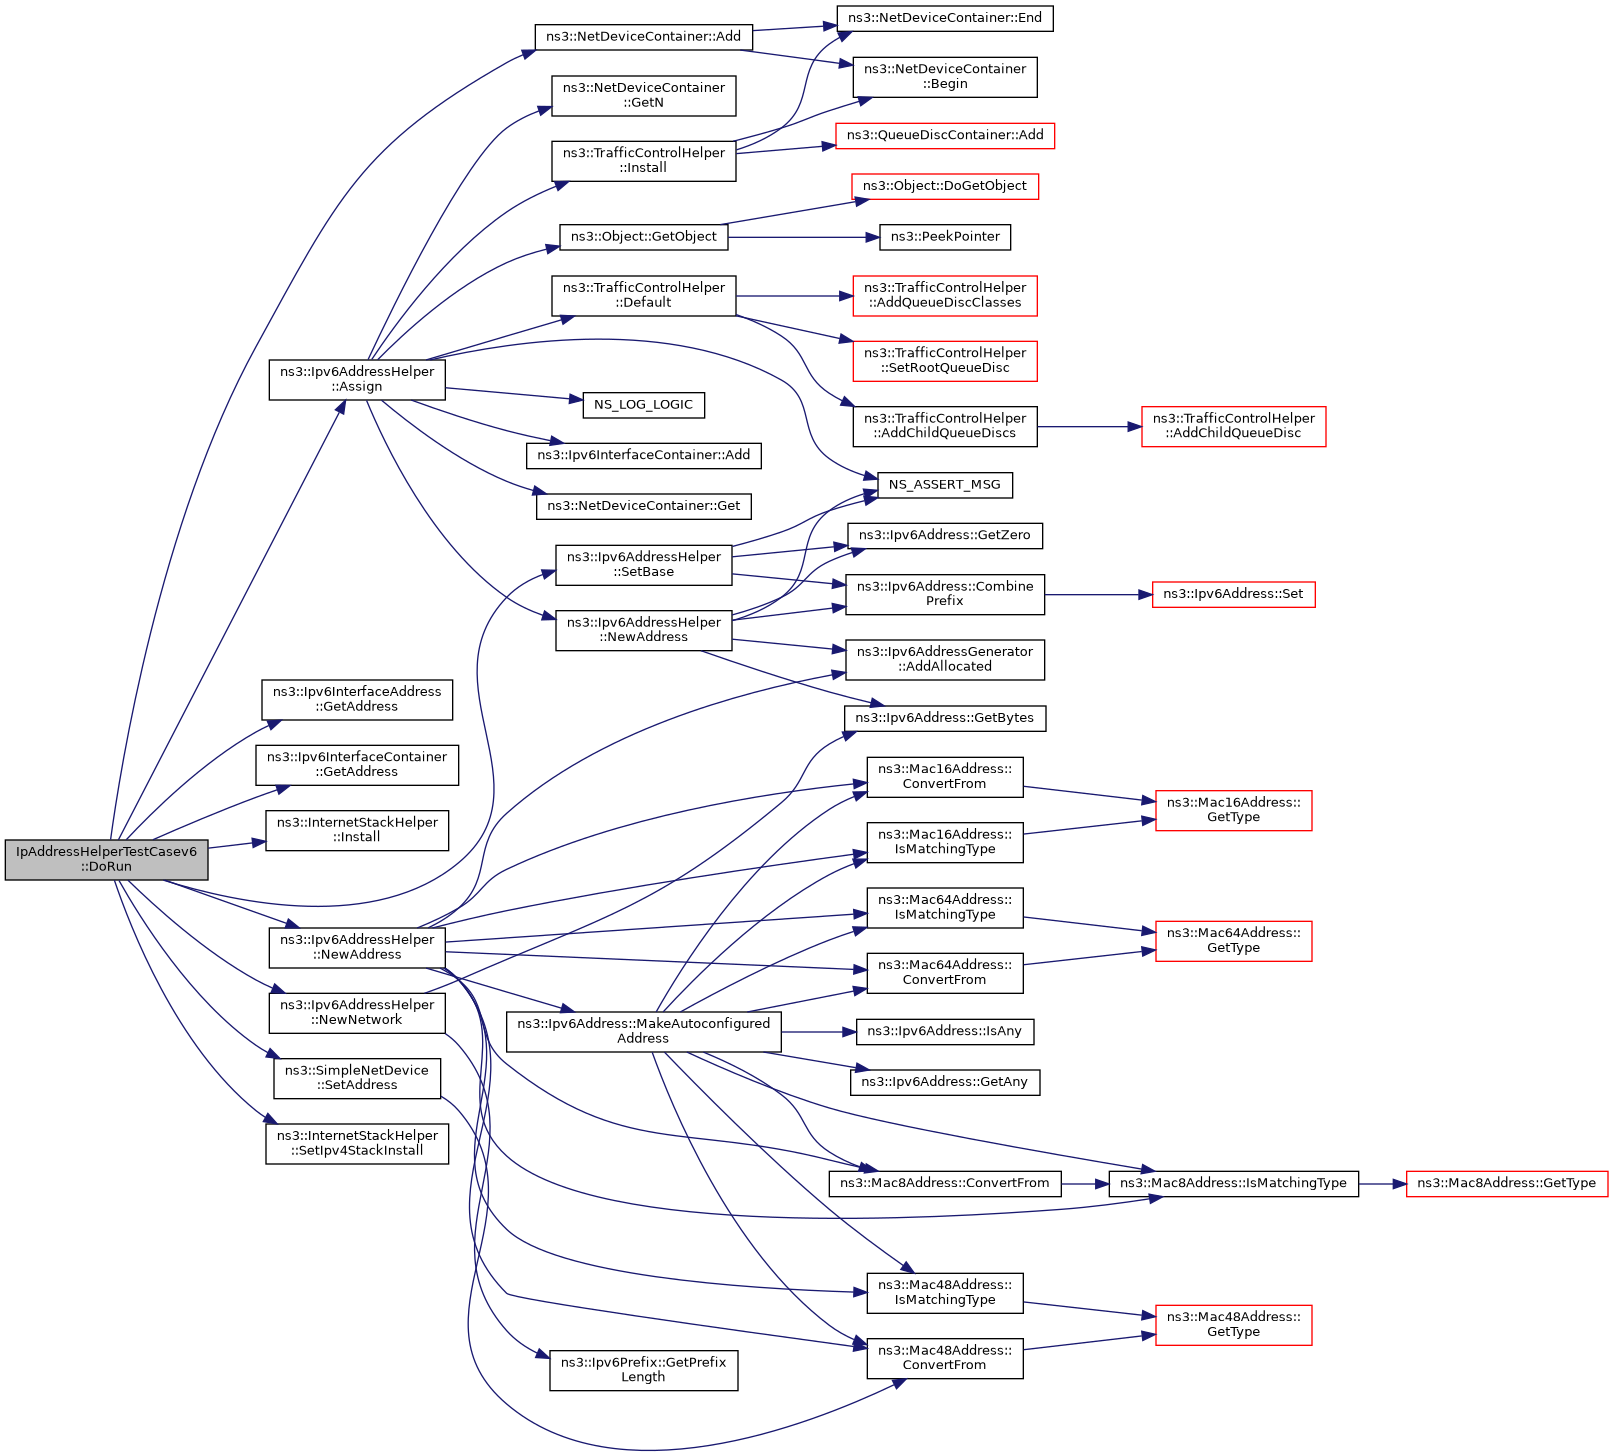 IpAddressHelperTestCasev6
::DoRun
ns3::NetDeviceContainer::Add
ns3::NetDeviceContainer::End
ns3::NetDeviceContainer
::Begin
ns3::Ipv6AddressHelper
::Assign
ns3::NetDeviceContainer
::GetN
ns3::TrafficControlHelper
::Install
ns3::QueueDiscContainer::Add
ns3::Object::GetObject
ns3::Object::DoGetObject
ns3::PeekPointer
ns3::TrafficControlHelper
::Default
ns3::TrafficControlHelper
::AddQueueDiscClasses
ns3::TrafficControlHelper
::SetRootQueueDisc
ns3::TrafficControlHelper
::AddChildQueueDiscs
ns3::TrafficControlHelper
::AddChildQueueDisc
NS_LOG_LOGIC
ns3::Ipv6InterfaceContainer::Add
ns3::NetDeviceContainer::Get
NS_ASSERT_MSG
ns3::Ipv6AddressHelper
::SetBase
ns3::Ipv6Address::GetZero
ns3::Ipv6Address::Combine
Prefix
ns3::Ipv6Address::Set
ns3::Ipv6AddressHelper
::NewAddress
ns3::Ipv6AddressGenerator
::AddAllocated
ns3::Ipv6Address::GetBytes
ns3::Ipv6InterfaceAddress
::GetAddress
ns3::Ipv6InterfaceContainer
::GetAddress
ns3::InternetStackHelper
::Install
ns3::Ipv6AddressHelper
::NewAddress
ns3::Ipv6AddressHelper
::NewNetwork
ns3::SimpleNetDevice
::SetAddress
ns3::InternetStackHelper
::SetIpv4StackInstall
ns3::Ipv6Address::MakeAutoconfigured
Address
ns3::Mac16Address::
ConvertFrom
ns3::Mac16Address::
IsMatchingType
ns3::Mac16Address::
GetType
ns3::Mac64Address::
IsMatchingType
ns3::Mac64Address::
ConvertFrom
ns3::Mac64Address::
GetType
ns3::Ipv6Address::IsAny
ns3::Ipv6Address::GetAny
ns3::Mac8Address::ConvertFrom
ns3::Mac8Address::IsMatchingType
ns3::Mac8Address::GetType
ns3::Mac48Address::
IsMatchingType
ns3::Mac48Address::
ConvertFrom
ns3::Mac48Address::
GetType
ns3::Ipv6Prefix::GetPrefix
Length